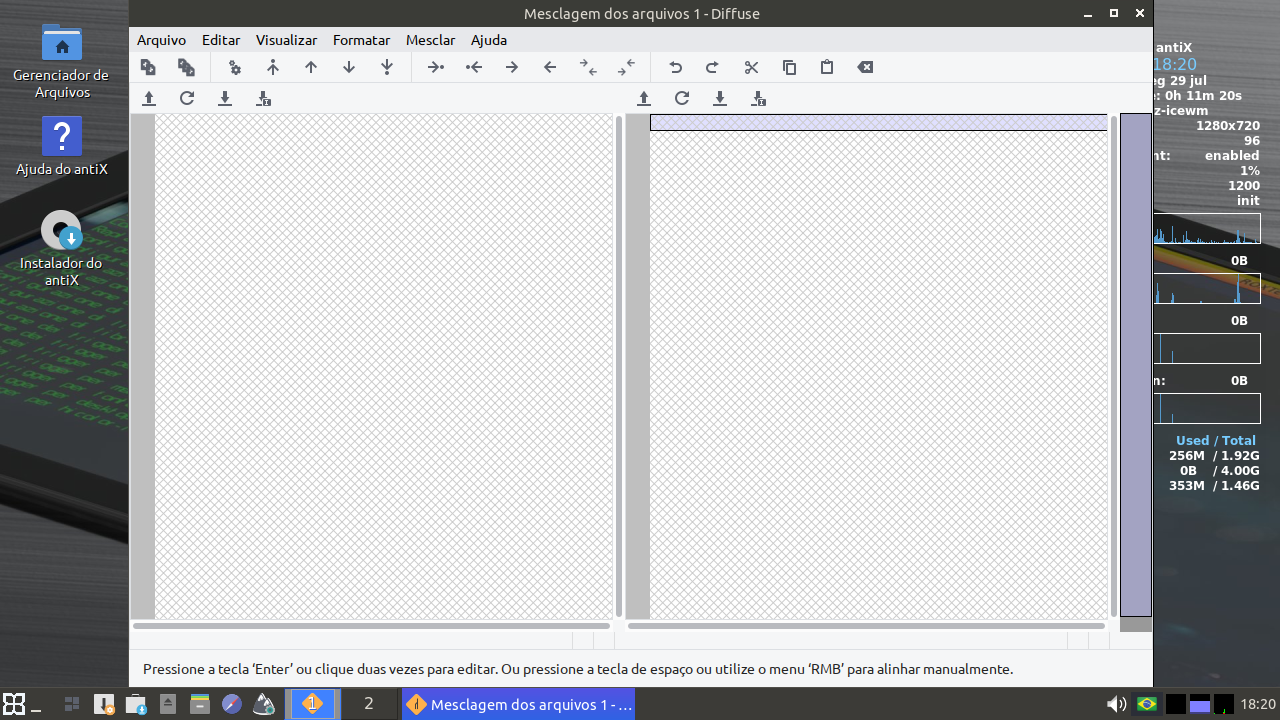 Mesclagem dos arquivos 1 - Diffuse
Arquivo Editar Visualizar Formatar Mesclar Ajuda
Gerenciador de
Arquivos
Ajuda do antiX
Instalador do
antiX
antiX
18:20
29 jul
0h 11m 20s
1280x720
96
enabled
1%
1200
init
0B
0B
0B
Used / Total
256M / 1.92G
0B / 4.00G
353M / 1.46G
Pressione a tecla ‘Enter’ ou clique duas vezes para editar. Ou pressione a tecla de espaço ou utilize o menu ‘RMB’ para alinhar manualmente.
1
2
Mesclagem dos arquivos 1 - ...
18:20